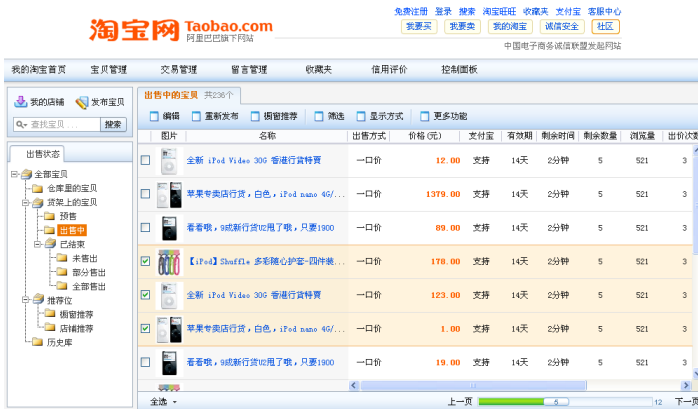 免费注册 登录 搜索 淘宝旺旺 收藏夹 支付宝 客服中心
淘宝网 Taobao.com
阿里巴巴旗下网站
我要买 我要卖 我的淘宝 诚信安全 社区
中国电子商务诚信联盟发起网站
我的淘宝首页 宝贝管理 交易管理 留言管理 收藏夹 信用评价 控制面板
我的店铺 发布宝贝
查找宝贝... 搜索
出售状态
全部宝贝
仓库里的宝贝
货架上的宝贝
预售
出售中
已结束
未售出
部分售出
全部售出
推荐位
橱窗推荐
店铺推荐
历史库
出售中的宝贝 共236个
编辑 重新发布 橱窗推荐 筛选 显示方式 更多功能
图片 名称 出售方式 价格(元) 支付宝 有效期 剩余时间 剩余数量 浏览量 出价次数
全新 iPod Video 30G 香港行货特贾 一口价 12.00 支持 14天 2分钟 5 521 3
苹果专卖店行货，白色，iPod nano 4G/... 一口价 1379.00 支持 14天 2分钟 5 521 3
看看哦，9成新行货U2甩了哦，只要1900 一口价 89.00 支持 14天 2分钟 5 521 3
【iPod】Shuffle 多彩随心护套-四件装... 一口价 178.00 支持 14天 2分钟 5 521 3
全新 iPod Video 30G 香港行货特贾 一口价 123.00 支持 14天 2分钟 5 521 3
苹果专卖店行货，白色，iPod nano 4G/... 一口价 1.00 支持 14天 2分钟 5 521 3
看看哦，9成新行货U2甩了哦，只要1900 一口价 19.00 支持 14天 2分钟 5 521 3
全选 上一页 6 12 下一页